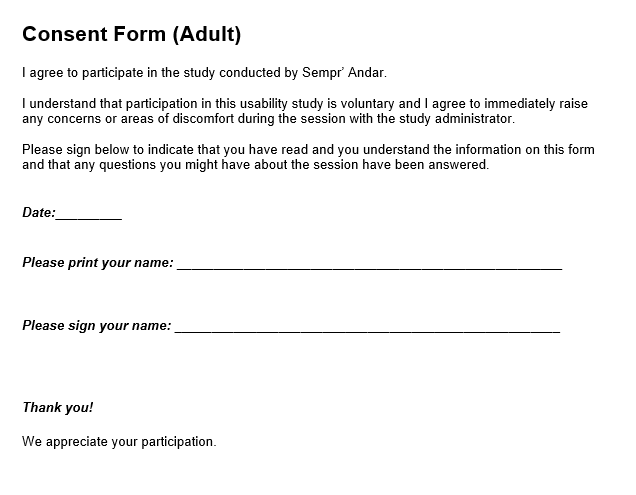 Consent Form (Adult)
I agree to participate in the study conducted by Sempr’ Andar.
I understand that participation in this usability study is voluntary and I agree to immediately raise
any concerns or areas of discomfort during the session with the study administrator.
Please sign below to indicate that you have read and you understand the information on this form
and that any questions you might have about the session have been answered.
Date:_________
Please print your name: _____________________________________________________
Please sign your name: _____________________________________________________
Thank you!
We appreciate your participation.